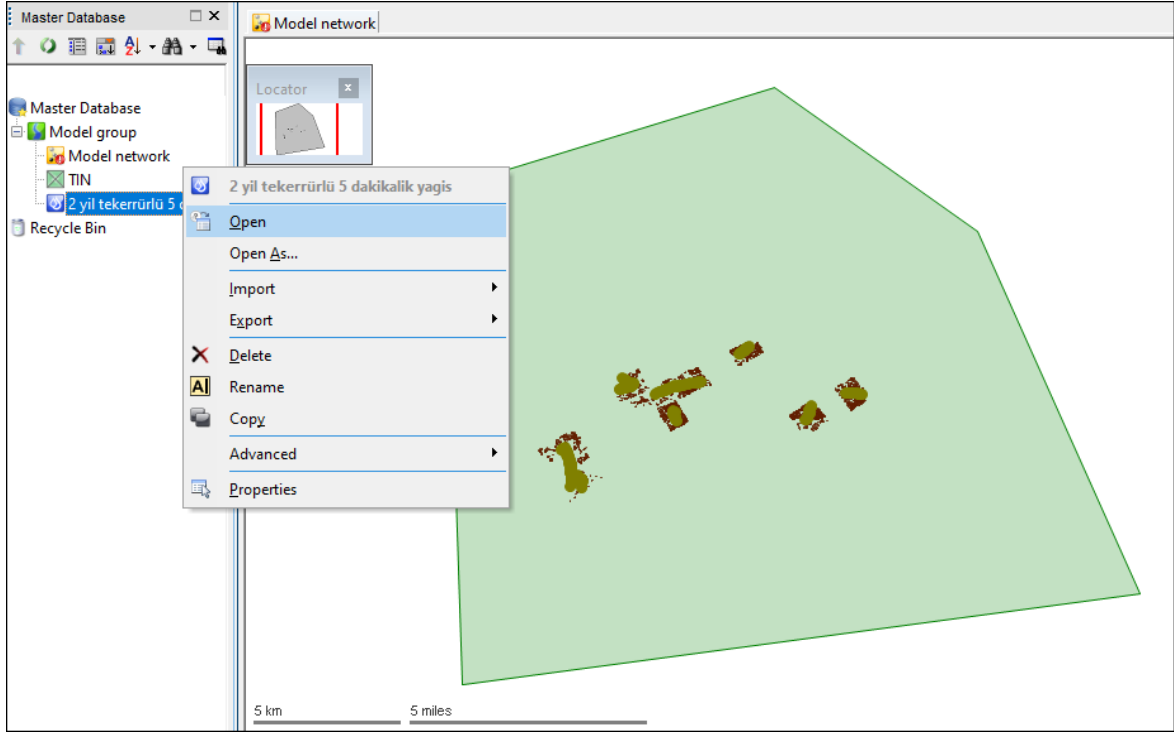 Master Database
Model network
Locator
Master Database
Model group
Model network
TIN
2 yil tekerrürlü 5 d
Recycle Bin
2 yil tekerrürlü 5 dakikalik yagis
Open
Open As...
Import
Export
Delete
AI Rename
Copy
Advanced
Properties
5 km
5 miles